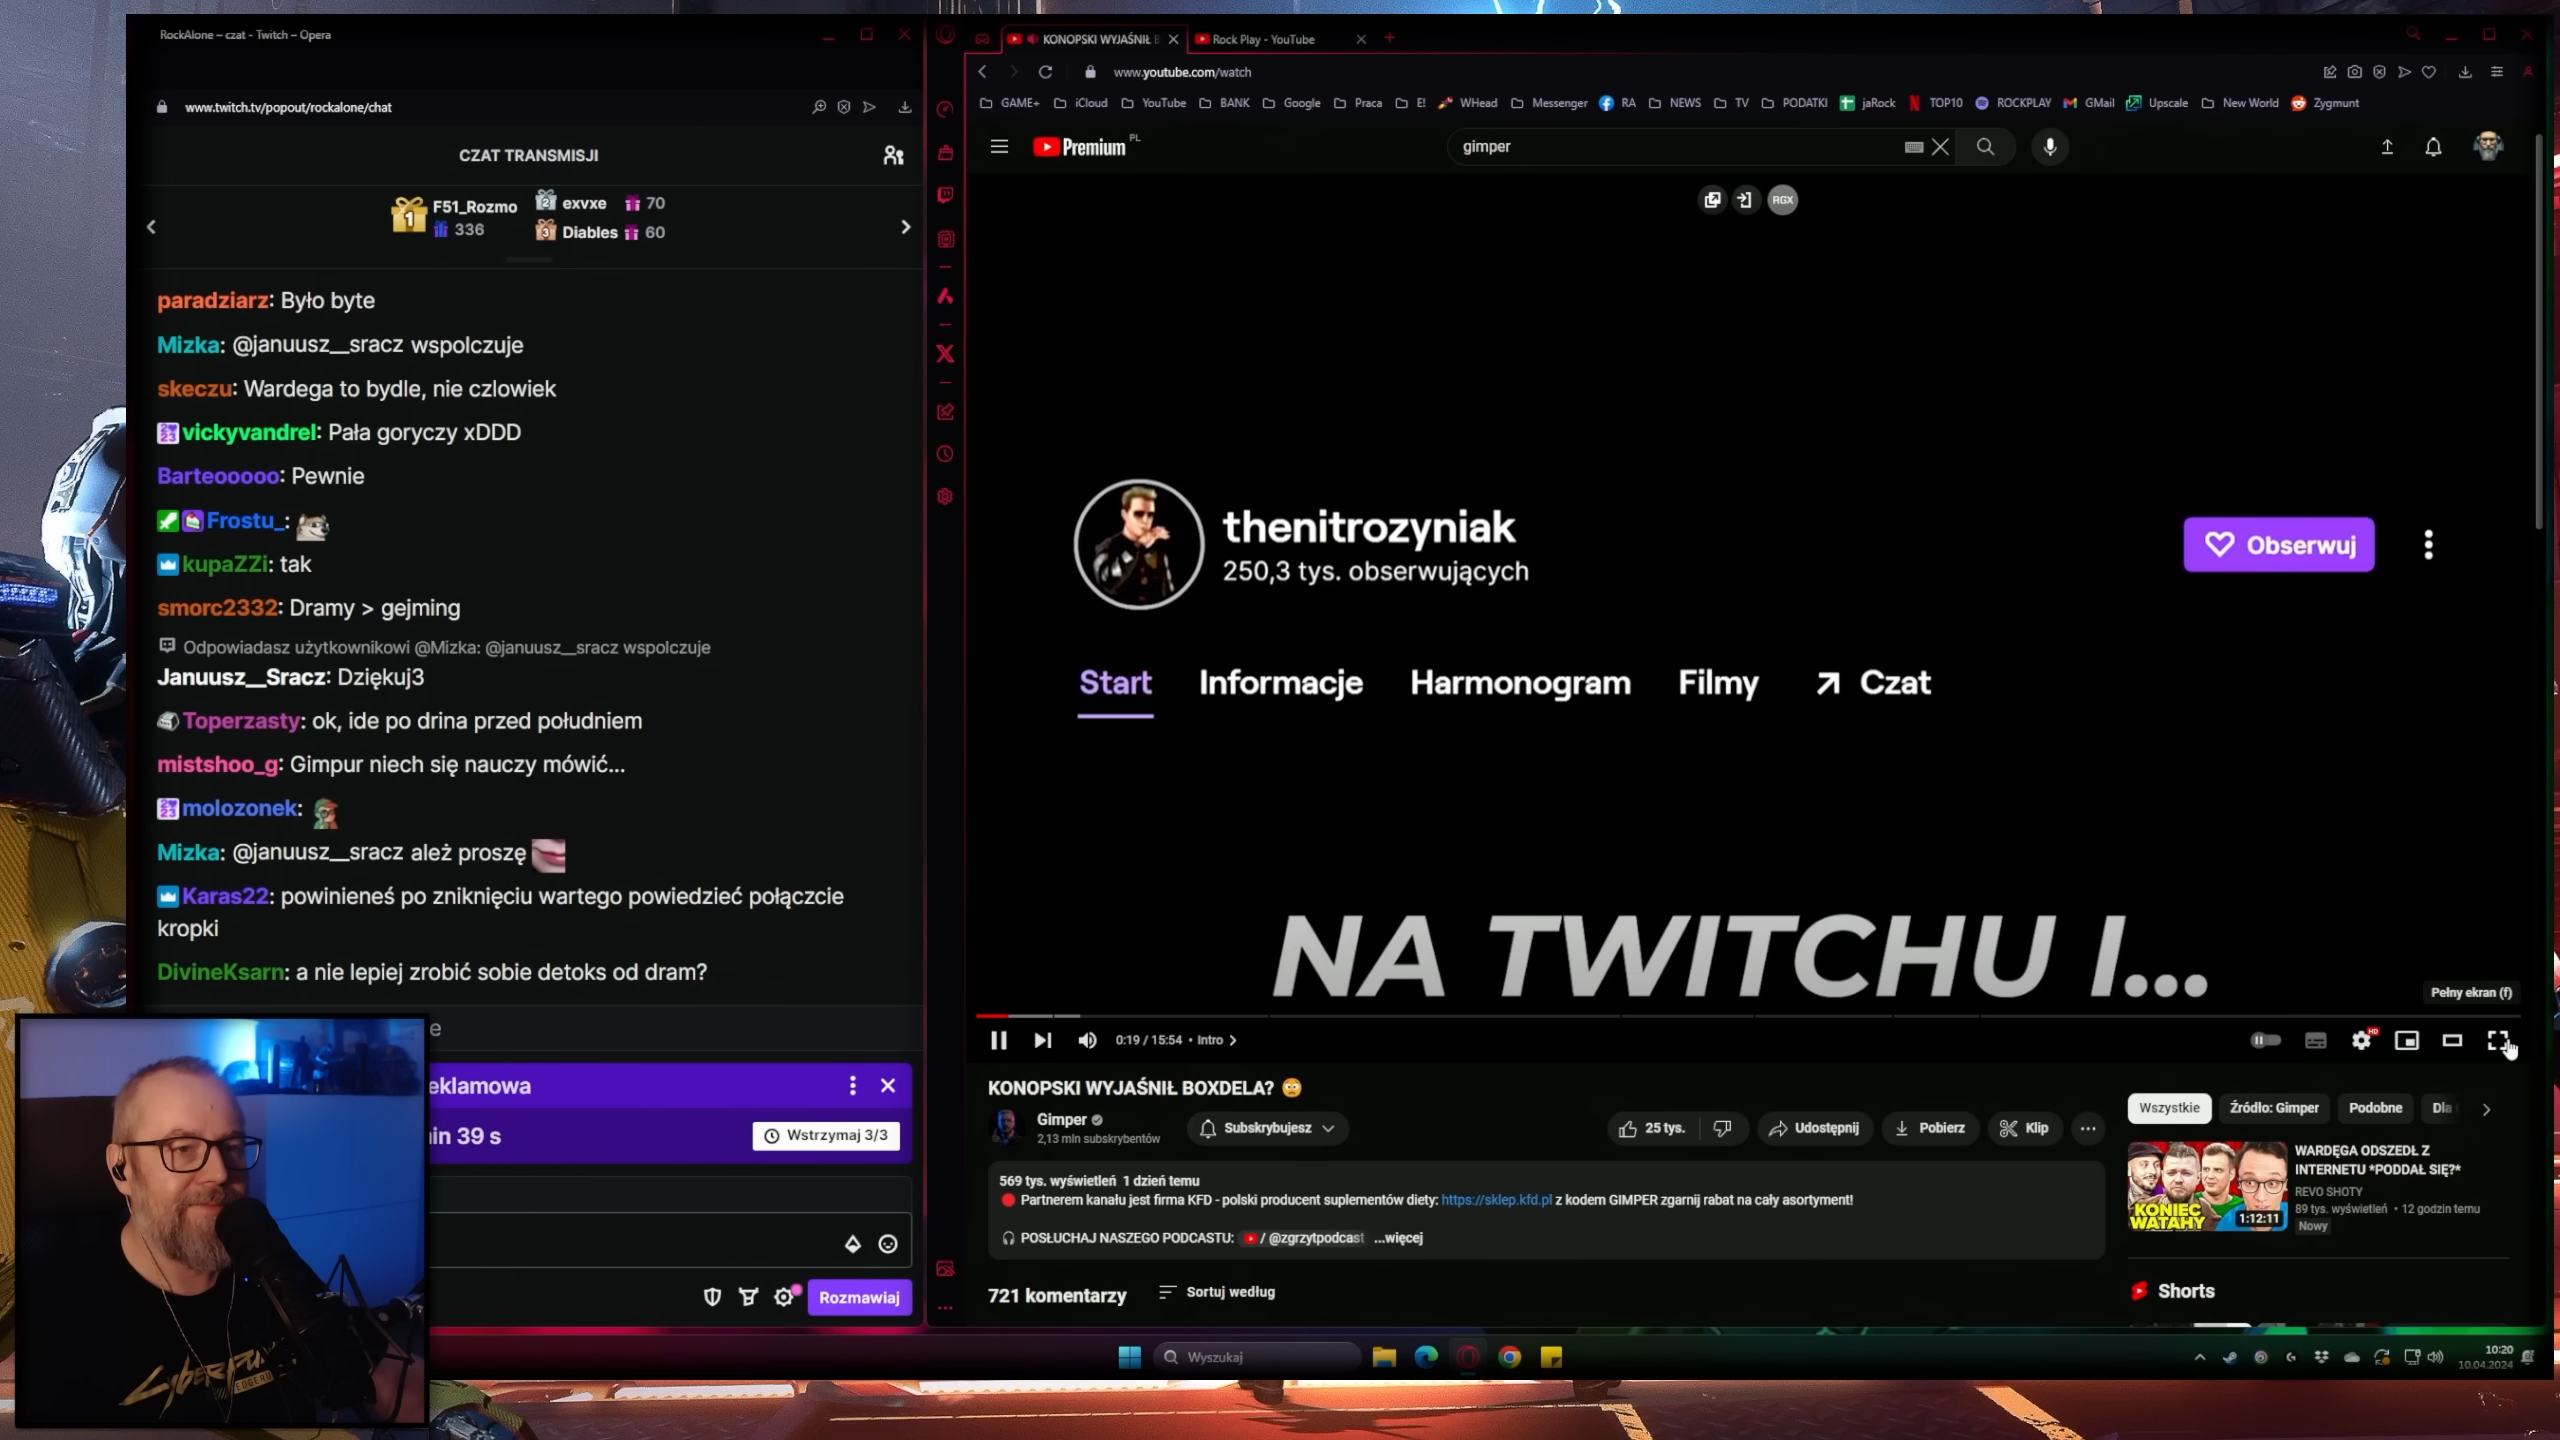 RockAlone – czat - Twitch – Opera
www.twitch.tv/popout/rockalone/chat
CZAT TRANSMISJI
1 F51_Rozmo 336
2 exvxe 70
3 Diables 60
paradziarz: Było byte
Mizka: @januusz__sracz wspolczuje
skeczu: Wardega to bydle, nie czlowiek
vickyvandrel: Pała goryczy xDDD
Barteooooo: Pewnie
Frostu_:
kupaZZi: tak
smorc2332: Dramy > gejming
Odpowiadasz użytkownikowi @Mizka: @januusz__sracz wspolczuje
Januusz__Sracz: Dziękuj3
Toperzasty: ok, ide po drina przed południem
mistshoo_g: Gimpur niech się nauczy mówić...
molozonek:
Mizka: @januusz__sracz ależ proszę
Karas22: powinieneś po zniknięciu wartego powiedzieć połączcie
kropki
DivineKsarn: a nie lepiej zrobić sobie detoks od dram?
e
eklamowa
in 39 s
Wstrzymaj 3/3
Rozmawiaj
KONOPSKI WYJAŚNIŁ B
Rock Play - YouTube
www.youtube.com/watch
GAME+ iCloud YouTube BANK Google Praca E! WHead Messenger RA NEWS TV PODATKI jaRock TOP10 ROCKPLAY GMail Upscale New World Zygmunt
Premium PL
gimper
RGX
thenitrozyniak
250,3 tys. obserwujących
Obserwuj
Start Informacje Harmonogram Filmy Czat
NA TWITCHU I...
Pełny ekran (f)
0:19 / 15:54 • Intro
HD
KONOPSKI WYJAŚNIŁ BOXDELA?
Gimper
2,13 mln subskrybentów
Subskrybujesz
25 tys.
Udostępnij
Pobierz
Klip
569 tys. wyświetleń 1 dzień temu
Partnerem kanału jest firma KFD - polski producent suplementów diety: https://sklep.kfd.pl z kodem GIMPER zgarnij rabat na cały asortyment!
POSŁUCHAJ NASZEGO PODCASTU: / @zgrzytpodcast ...więcej
721 komentarzy
Sortuj według
Wszystkie
Źródło: Gimper
Podobne
Dla
KONIEC
WATAHY
1:12:11
WARDĘGA ODSZEDŁ Z
INTERNETU *PODDAŁ SIĘ?*
REVO SHOTY
89 tys. wyświetleń • 12 godzin temu
Nowy
Shorts
Wyszukaj
10:20
10.04.2024